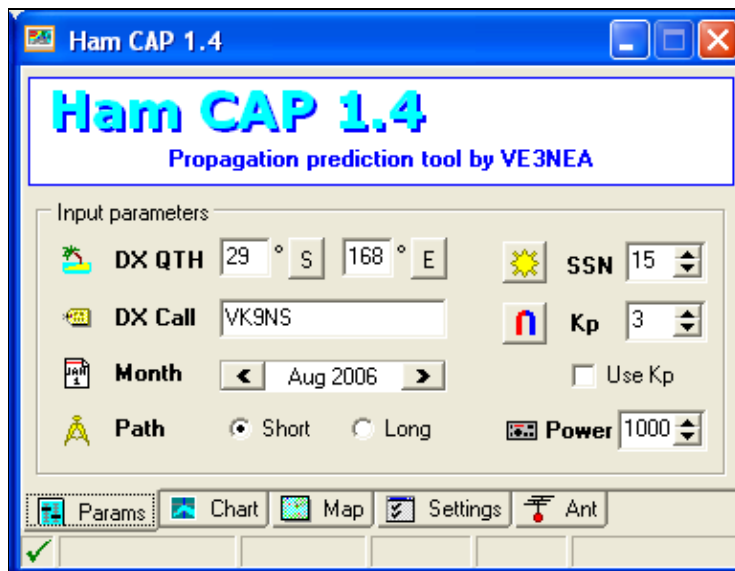 Ham CAP 1.4
Ham CAP 1.4
Propagation prediction tool by VE3NEA
Input parameters
DX QTH 29 ° S 168 ° E SSN 15
DX Call VK9NS Kp 3
JAN 1 Month < Aug 2006 > Use Kp
Path Short Long Power 1000
Params Chart Map Settings Ant